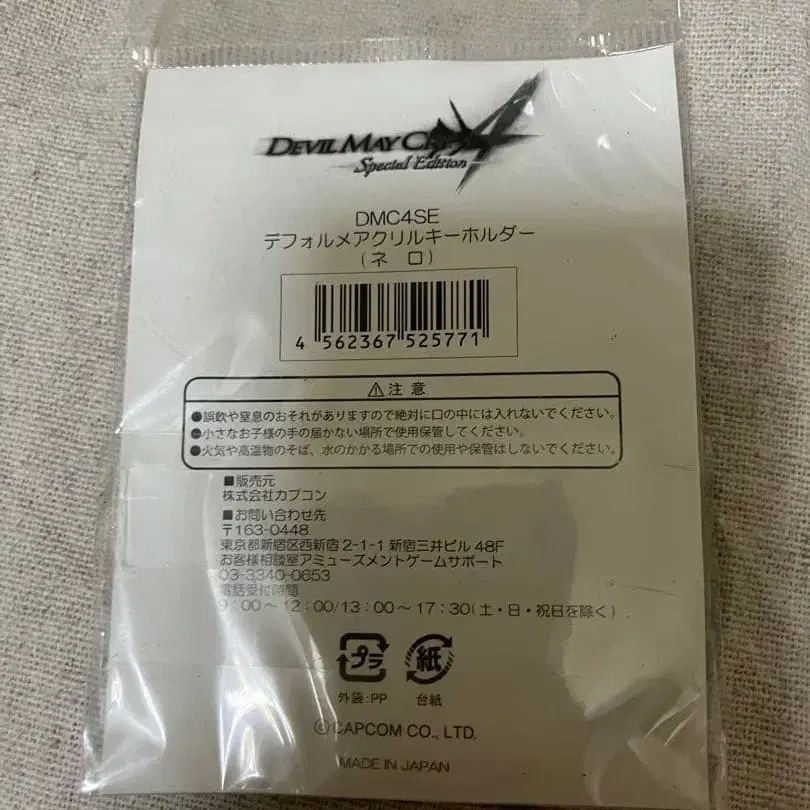 DEVIL MAY CRY 4
Special Edition
DMC4SE
デフォルメアクリルキーホルダー
(ネ ロ)
4 562367 525771
⚠注 意
●誤飲や窒息のおそれがありますので絶対に口の中には入れないでください。
●小さなお子様の手の届かない場所で使用保管してください。
●火気や高温物のそば、水のかかる場所での使用や保管はしないでください。
■販売元
株式会社カプコン
■お問い合わせ先
〒163-0448
東京都新宿区西新宿 2-1-1 新宿三井ビル 48F
お客様相談室アミューズメントゲームサポート
03-3340-0653
電話受付時間
9:00～12:00/13:00～17:30(土・日・祝日を除く)
プラ 紙
外袋:PP 台紙
©CAPCOM CO., LTD.
MADE IN JAPAN